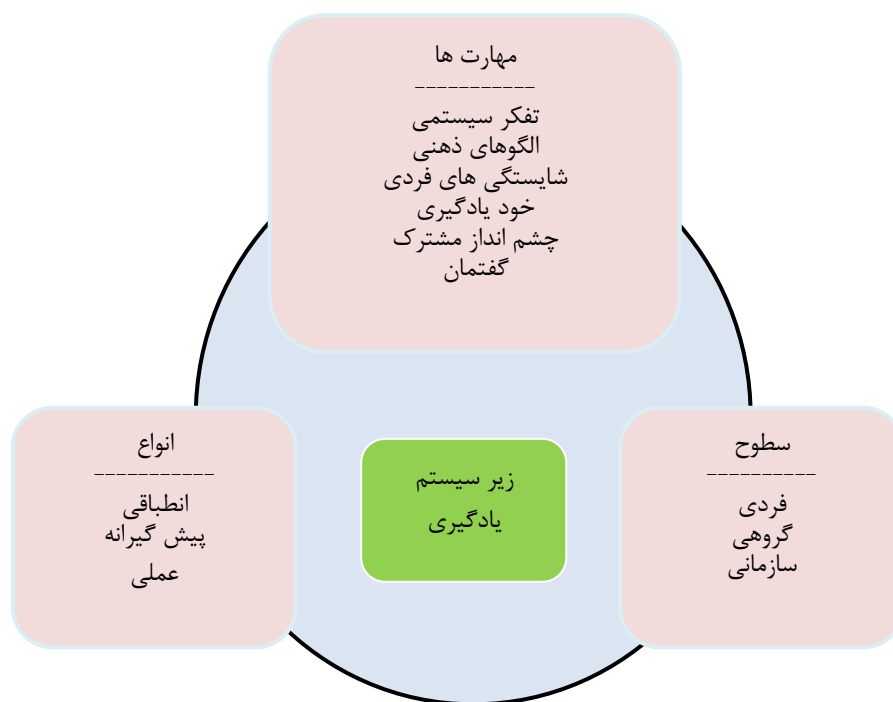 مهارت ها
-----------
تفکر سیستمی
الگوهای ذهنی
شایستگی های فردی
خود یادگیری
چشم انداز مشترک
گفتمان
سطوح
----------
فردی
گروهی
سازمانی
زیر سیستم
یادگیری
انواع
-----------
انطباقی
پیش گیرانه
عملی